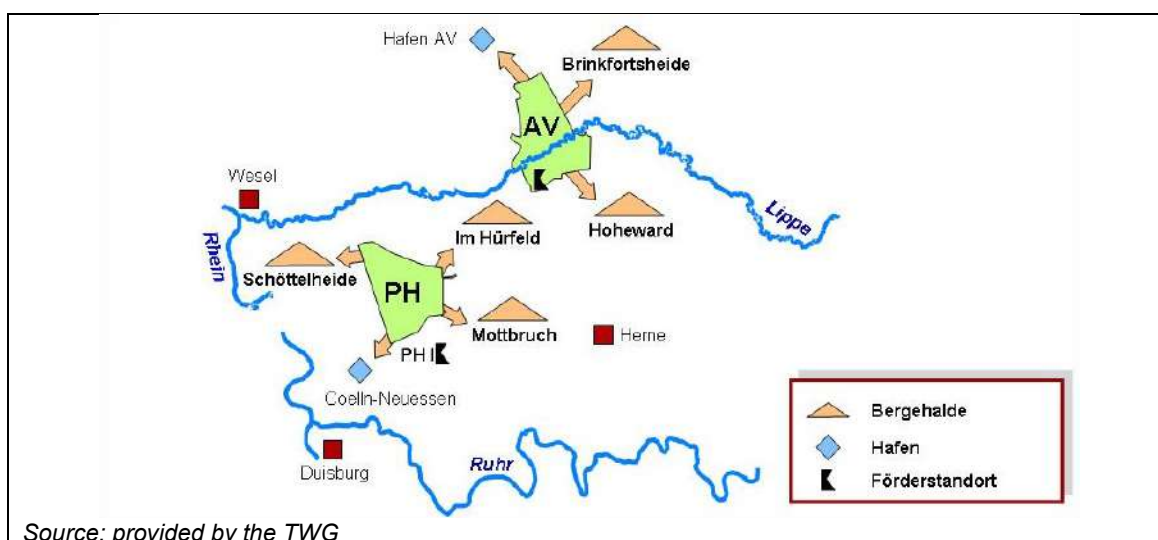 Hafen AV
Brinkfortsheide
AV
Wesel
Lippe
Im Hürfeld
Hoheward
Rhein
Schöttelheide
PH
Mottbruch
Herne
PH I
Coelln-Neuessen
Bergehalde
Hafen
Duisburg
Ruhr
Förderstandort
Source: provided by the TWG